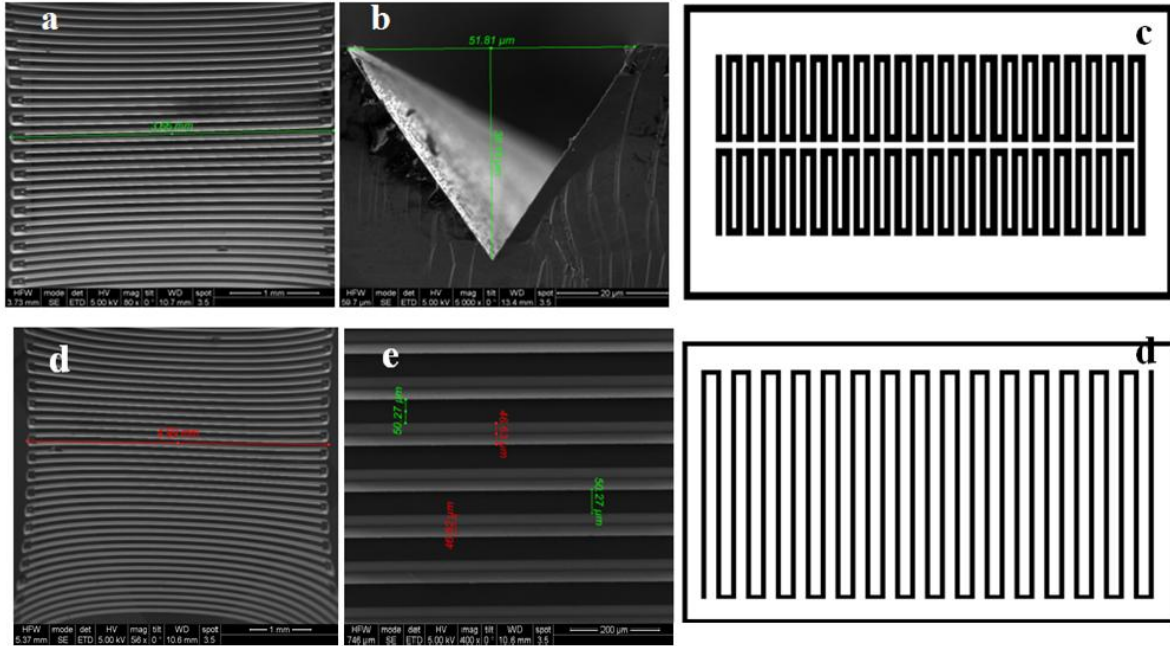 a
HFW mode det HV mag tilt WD spot
3.73 mm SE ETD 5.00 kV 80 x 0° 10.7 mm 3.5
1 mm
b
51.81 µm
HFW mode det HV mag tilt WD spot
59.7 µm SE ETD 5.00 kV 5 000 x 0° 13.4 mm 3.5
20 µm
c
d
HFW mode det HV mag tilt WD spot
5.37 mm SE ETD 5.00 kV 56 x 0° 10.6 mm 3.5
1 mm
e
50.27 µm
50.27 µm
HFW mode det HV mag tilt WD spot
746 µm SE ETD 5.00 kV 400 x 0° 10.6 mm 3.5
200 µm
d